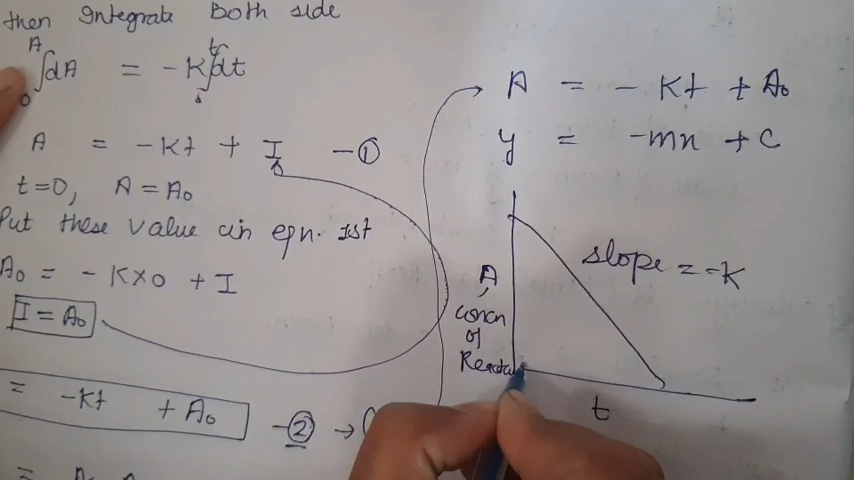 then Integrate Both side
A
∫dA = -K∫dt
0
A = -Kt + I -①
t=0, A = A₀
Put these value in eqn. Ist
A₀ = - K×0 + I
I = A₀
= -Kt + A₀ -② →
=
A = - Kt + A₀
y = -mx + C
slope = -K
A,
concn
of
t